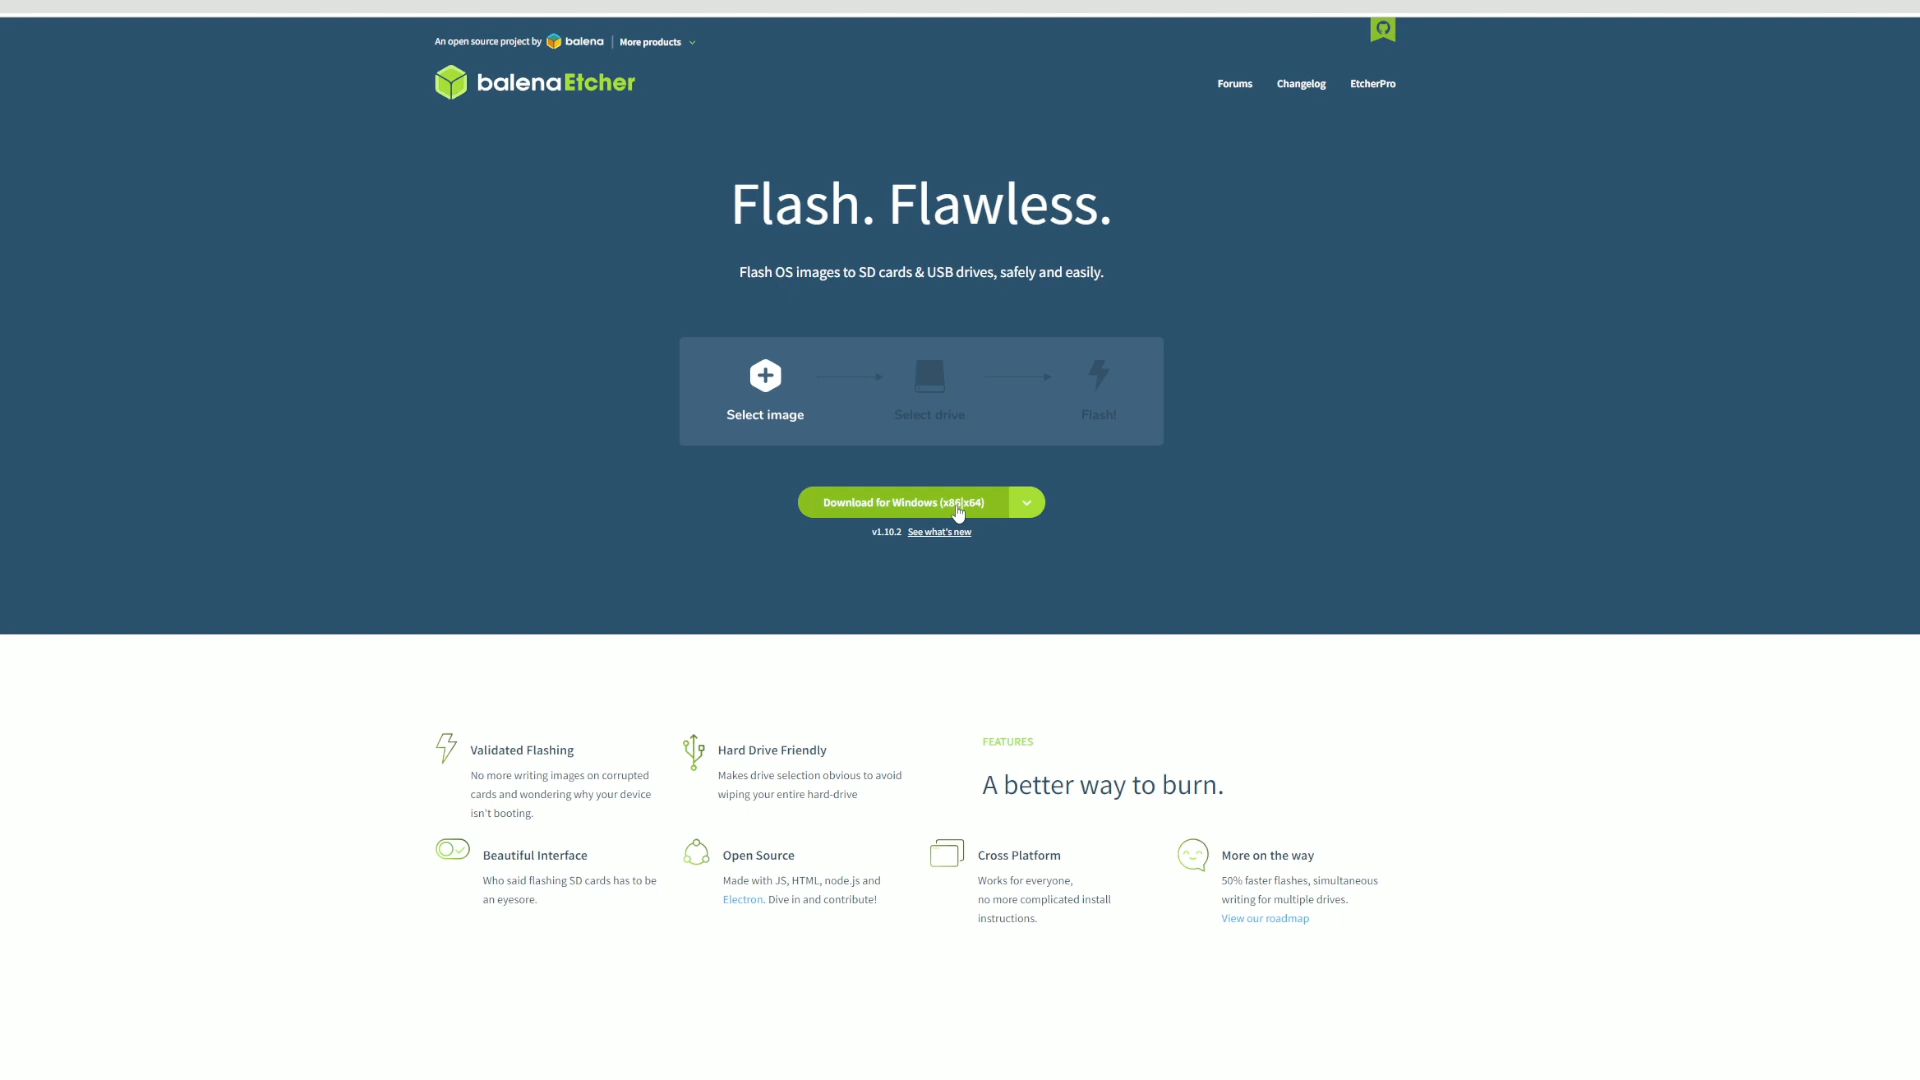 An open source project by balena | More products
balenaEtcher
Forums Changelog EtcherPro
Flash. Flawless.
Flash OS images to SD cards & USB drives, safely and easily.
Select image Select drive Flash!
Download for Windows (x86|x64)
v1.10.2 See what's new
Validated Flashing
No more writing images on corrupted
cards and wondering why your device
isn't booting.
Hard Drive Friendly
Makes drive selection obvious to avoid
wiping your entire hard-drive
FEATURES
A better way to burn.
Beautiful Interface
Who said flashing SD cards has to be
an eyesore.
Open Source
Made with JS, HTML, node.js and
Electron. Dive in and contribute!
Cross Platform
Works for everyone,
no more complicated install
instructions.
More on the way
50% faster flashes, simultaneous
writing for multiple drives.
View our roadmap